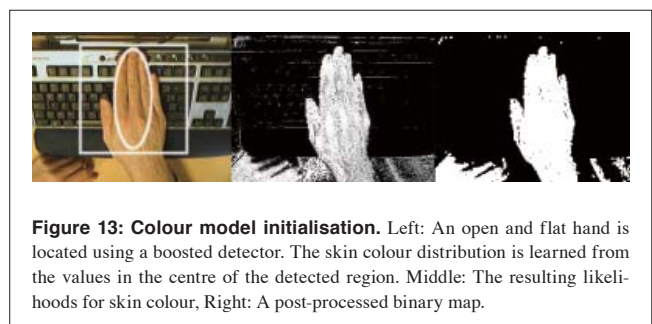 Figure 13: Colour model initialisation. Left: An open and flat hand is
located using a boosted detector. The skin colour distribution is learned from
the values in the centre of the detected region. Middle: The resulting likeli-
hoods for skin colour, Right: A post-processed binary map.